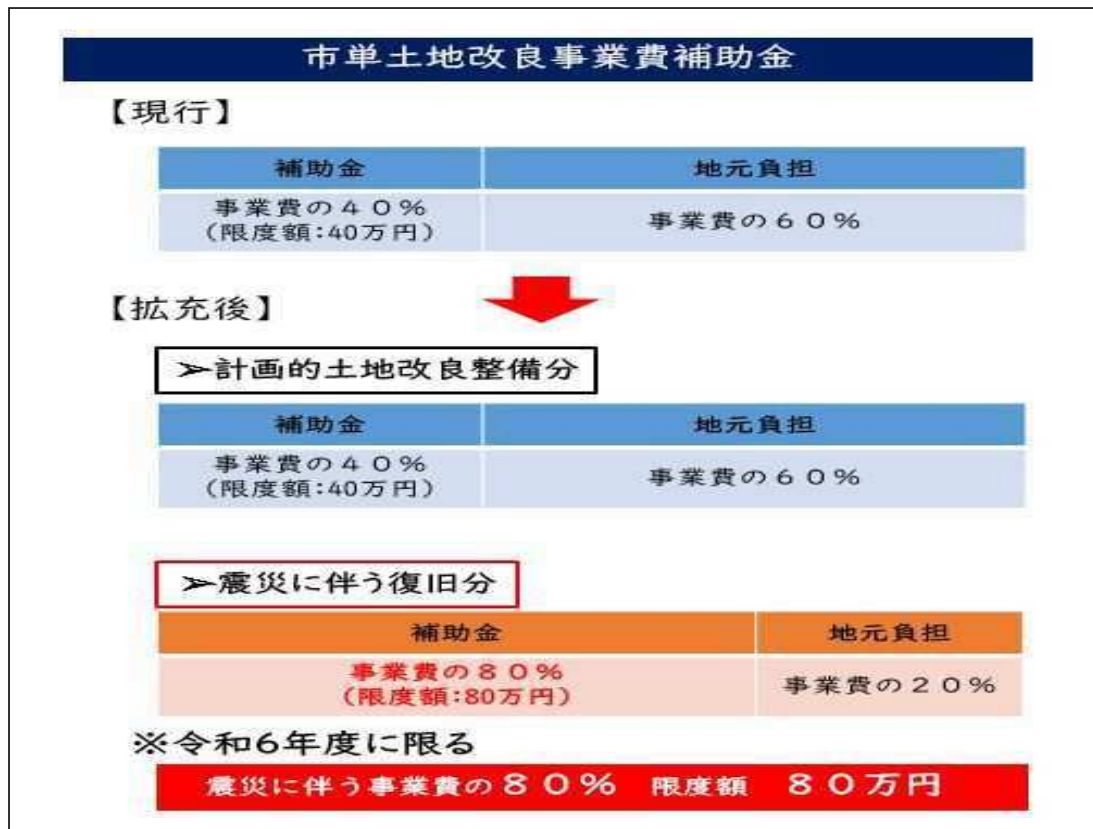 市単土地改良事業費補助金
【現行】
補助金 地元負担
事業費の４０％
(限度額:40万円)
事業費の６０％
【拡充後】
➢計画的土地改良整備分
補助金 地元負担
事業費の４０％
(限度額:40万円)
事業費の６０％
➢震災に伴う復旧分
補助金 地元負担
事業費の８０％
(限度額:80万円)
事業費の２０％
※令和6年度に限る
震災に伴う事業費の８０％ 限度額 ８０万円